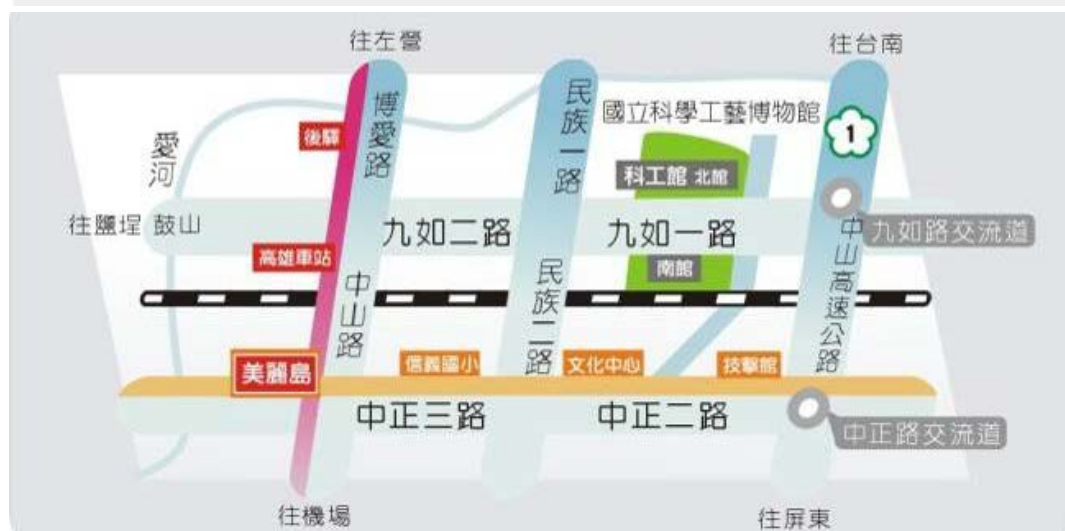 往左營
往台南
博愛路
民族一路
國立科學工藝博物館
1
後驛
愛河
科工館 北館
往鹽埕 鼓山
九如二路
九如一路
九如路交流道
高雄車站
南館
中山路
民族二路
中山高速公路
美麗島
信義國小
文化中心
技擊館
中正三路
中正二路
中正路交流道
往機場
往屏東